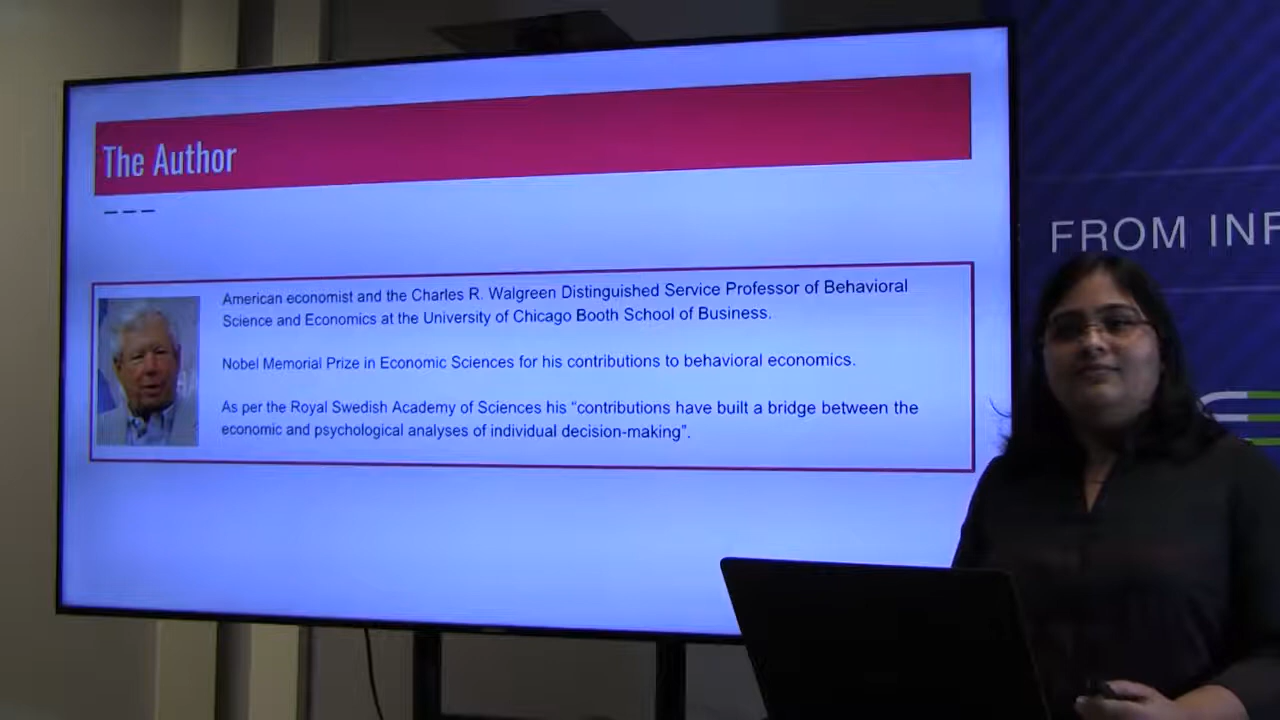 The Author
American economist and the Charles R. Walgreen Distinguished Service Professor of Behavioral
Science and Economics at the University of Chicago Booth School of Business.
Nobel Memorial Prize in Economic Sciences for his contributions to behavioral economics.
As per the Royal Swedish Academy of Sciences his “contributions have built a bridge between the
economic and psychological analyses of individual decision-making”.
FROM